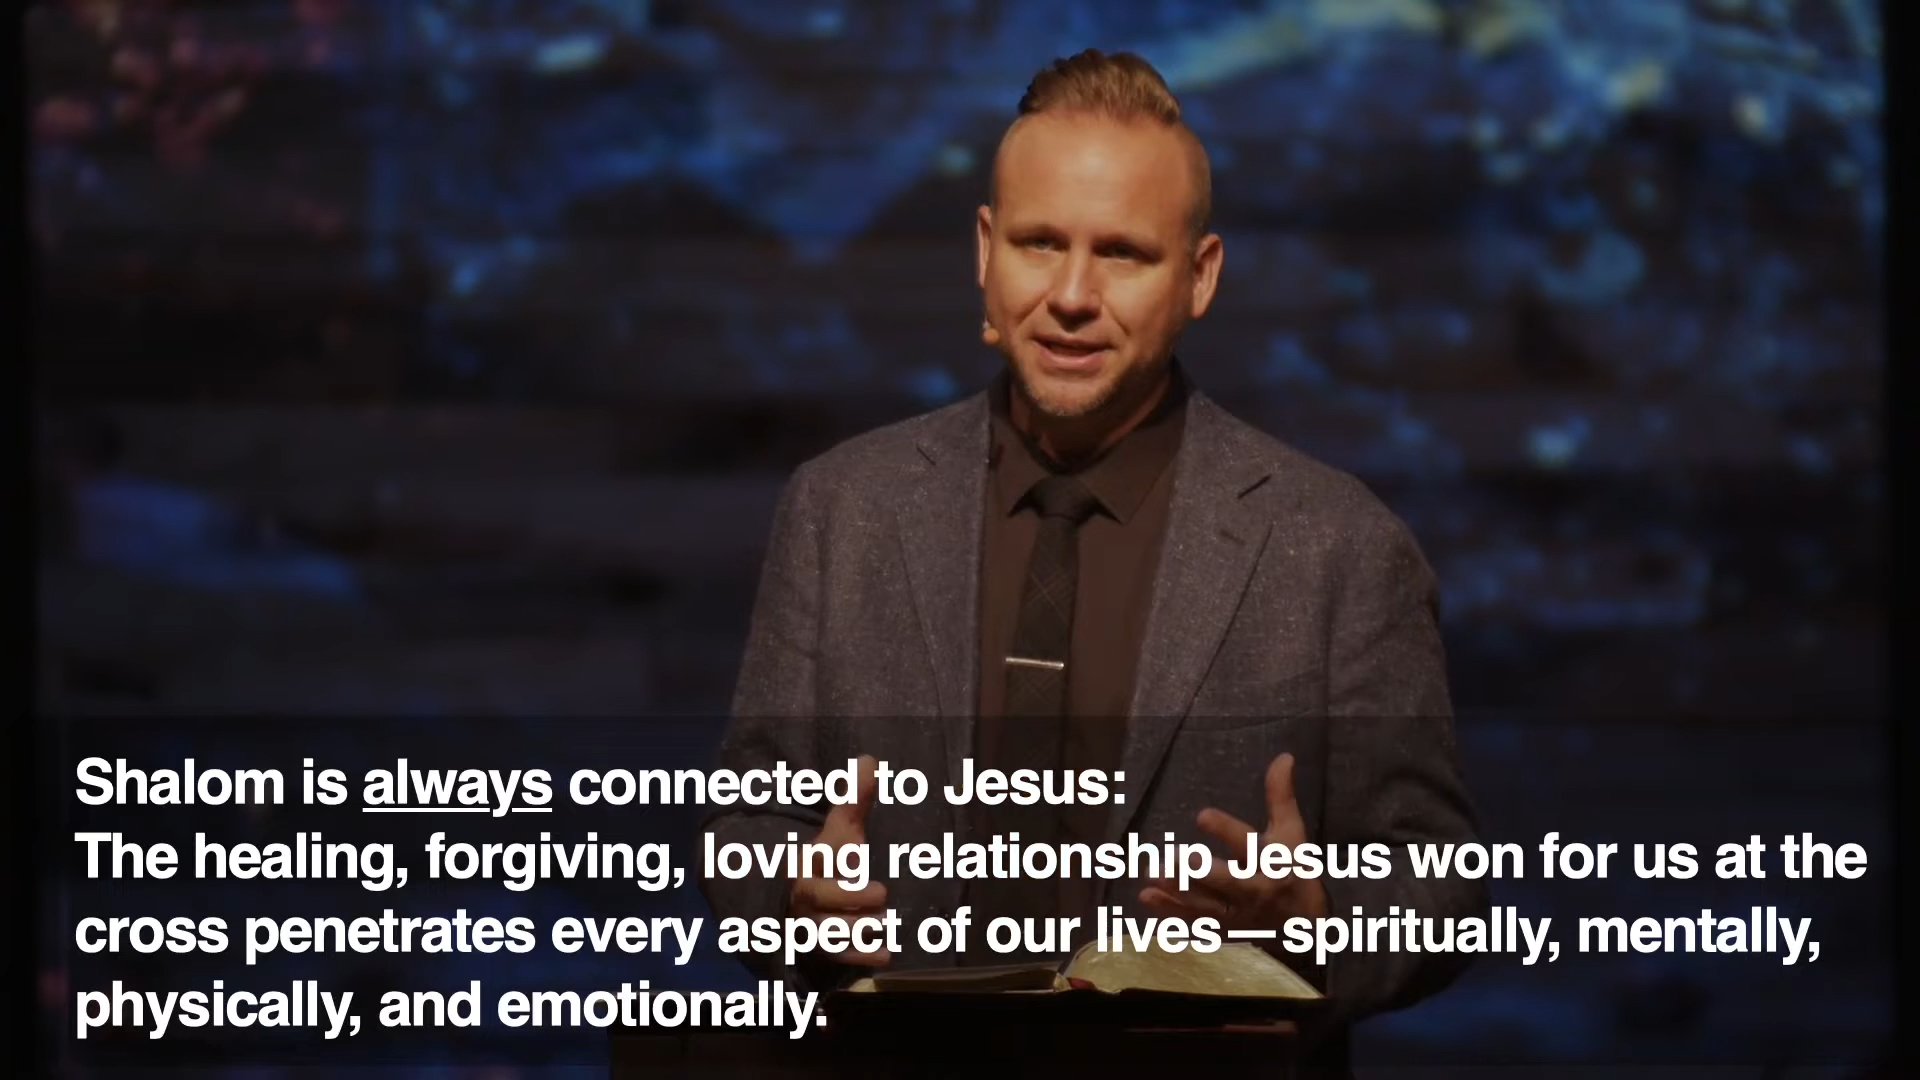 Shalom is always connected to Jesus:
The healing, forgiving, loving relationship Jesus won for us at the
cross penetrates every aspect of our lives—spiritually, mentally,
physically, and emotionally.